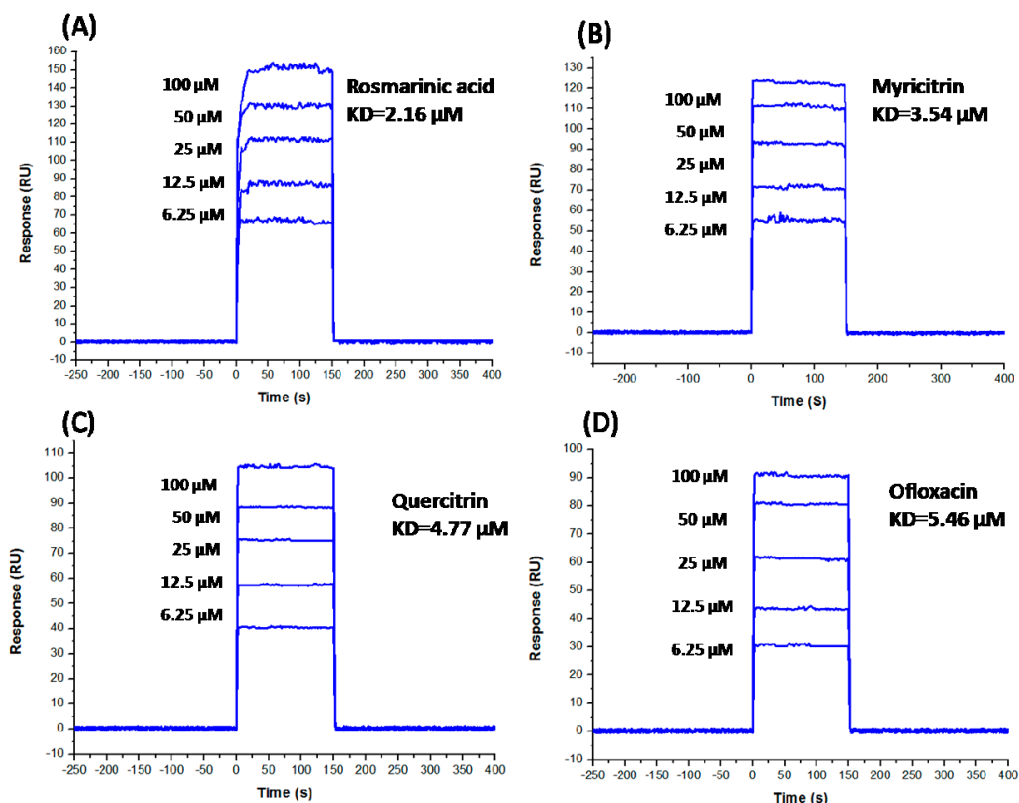 (A)
Rosmarinic acid
KD=2.16 µM
100 µM
50 µM
25 µM
12.5 µM
6.25 µM
160
150
140
130
120
110
100
90
80
70
60
50
40
30
20
10
0
-10
Response (RU)
-250 -200 -150 -100 -50 0 50 100 150 200 250 300 350 400
Time (s)
(B)
Myricitrin
KD=3.54 µM
100 µM
50 µM
25 µM
12.5 µM
6.25 µM
130
120
110
100
90
80
70
60
50
40
30
20
10
0
-10
Response (RU)
-200 -100 0 100 200 300 400
Time (s)
(C)
Quercitrin
KD=4.77 µM
100 µM
50 µM
25 µM
12.5 µM
6.25 µM
110
100
90
80
70
60
50
40
30
20
10
0
-10
Response (RU)
-250 -200 -150 -100 -50 0 50 100 150 200 250 300 350 400
Time (s)
(D)
Ofloxacin
KD=5.46 µM
100 µM
50 µM
25 µM
12.5 µM
6.25 µM
100
90
80
70
60
50
40
30
20
10
0
-10
Response (RU)
-250 -200 -150 -100 -50 0 50 100 150 200 250 300 350 400
Time (s)